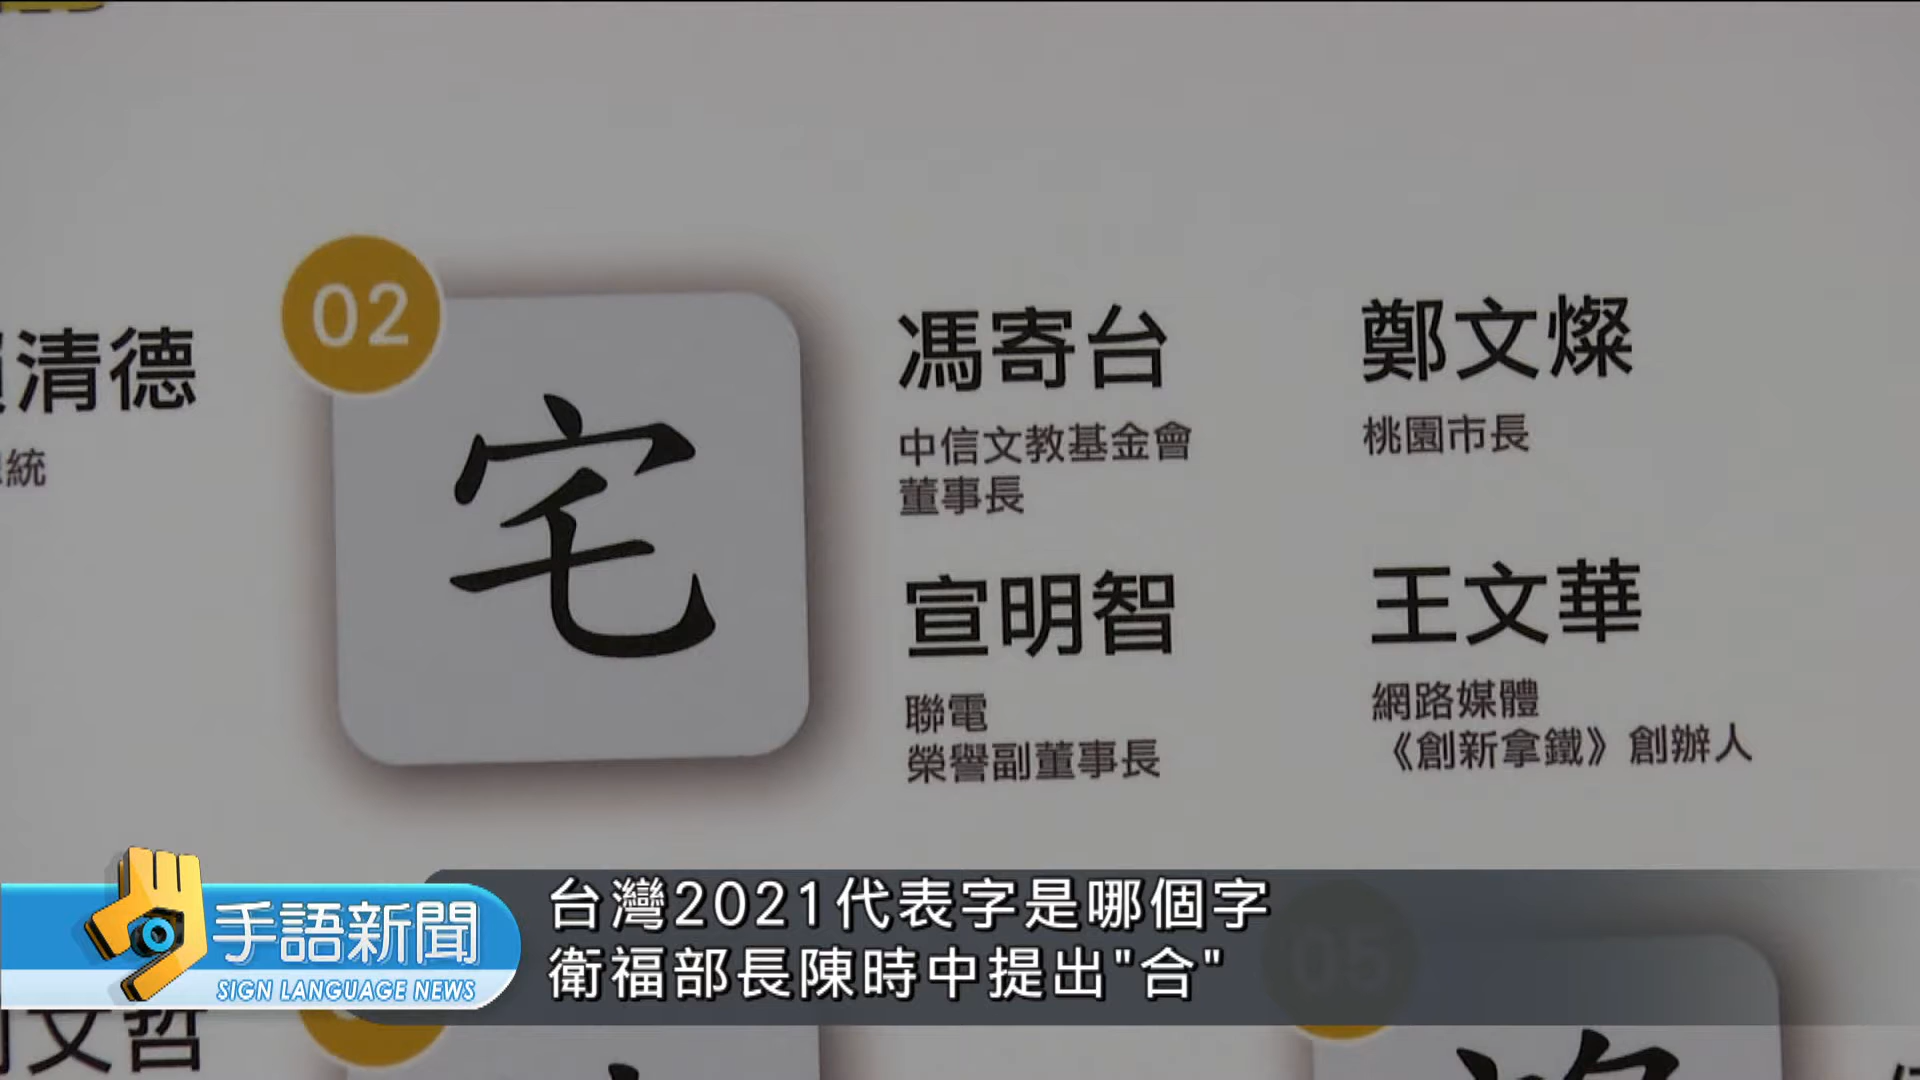 清德
統
02
宅
馮寄台
中信文教基金會
董事長
鄭文燦
桃園市長
宣明智
聯電
榮譽副董事長
王文華
網路媒體
《創新拿鐵》創辦人
手語新聞
SIGN LANGUAGE NEWS
台灣2021代表字是哪個字
衛福部長陳時中提出"合"
05
文哲